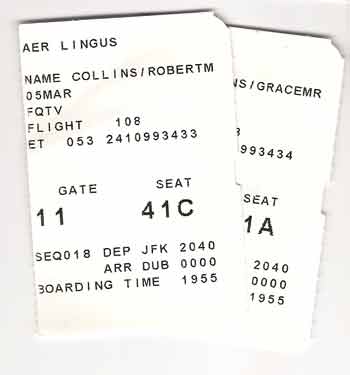 AER LINGUS
NAME COLLINS/ROBERTM
05MAR
FQTV
FLIGHT 108
ET 053 2410993433
GATE SEAT
11 41C
SEQ018 DEP JFK 2040
ARR DUB 0000
BOARDING TIME 1955
NS/GRACEMR
8
993434
SEAT
1A
2040
0000
1955